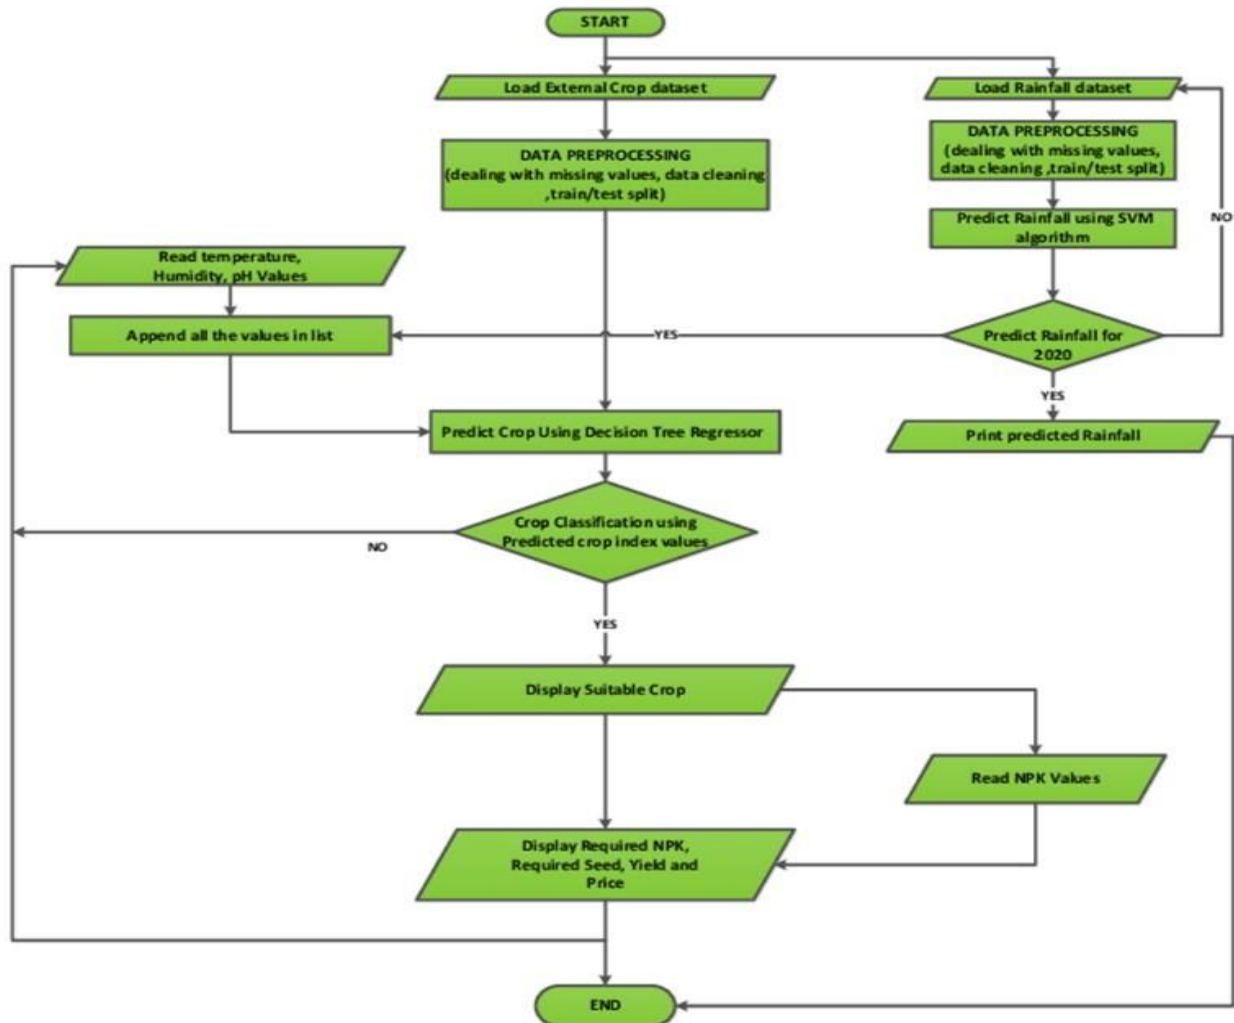 START
Load External Crop dataset
Load Rainfall dataset
DATA PREPROCESSING
(dealing with missing values, data cleaning
,train/test split)
DATA PREPROCESSING
(dealing with missing values,
data cleaning ,train/test split)
Predict Rainfall using SVM
algorithm
NO
Read temperature,
Humidity, pH Values
Append all the values in list
YES
Predict Rainfall for
2020
YES
Predict Crop Using Decision Tree Regressor
Print predicted Rainfall
Crop Classification using
Predicted crop index values
NO
YES
Display Suitable Crop
Read NPK Values
Display Required NPK,
Required Seed, Yield and
Price
END